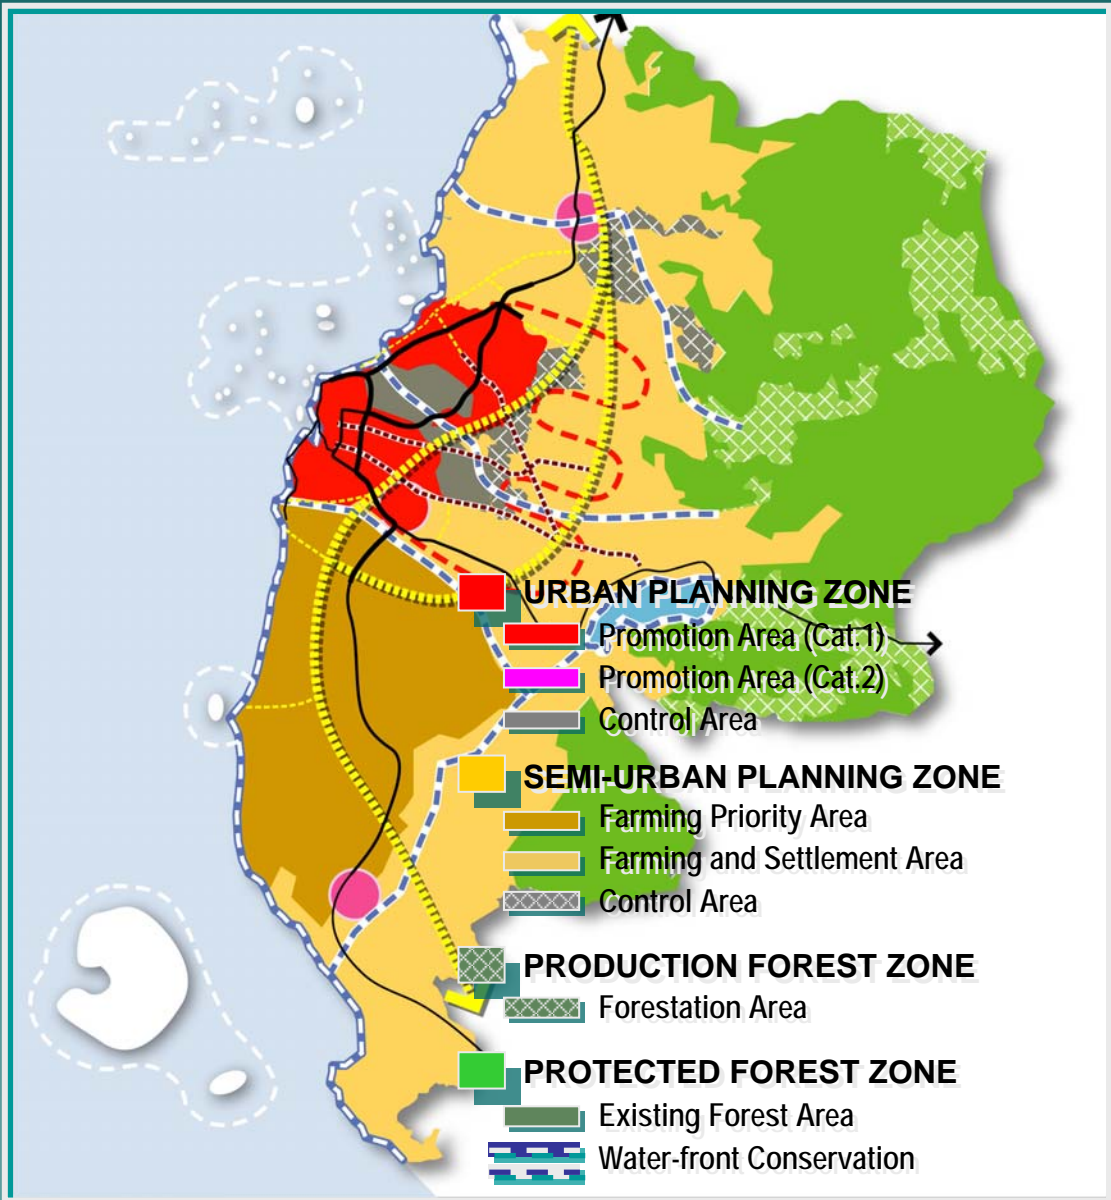 URBAN PLANNING ZONE
Promotion Area (Cat.1)
Promotion Area (Cat.2)
Control Area
SEMI-URBAN PLANNING ZONE
Farming Priority Area
Farming and Settlement Area
Control Area
PRODUCTION FOREST ZONE
Forestation Area
PROTECTED FOREST ZONE
Existing Forest Area
Water-front Conservation